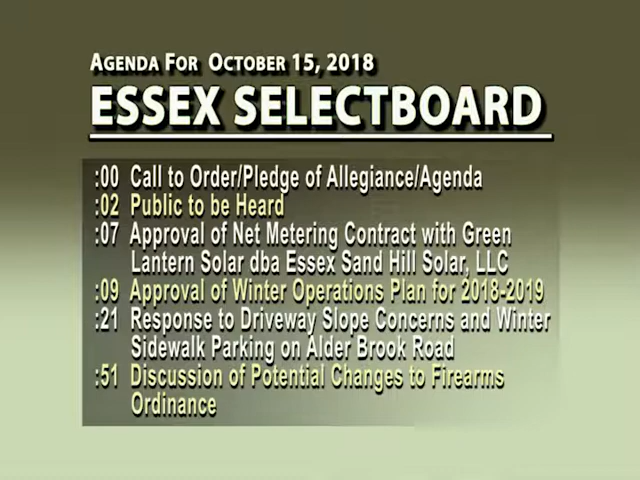 Agenda For October 15, 2018
ESSEX SELECTBOARD
:00 Call to Order/Pledge of Allegiance/Agenda
:02 Public to be Heard
:07 Approval of Net Metering Contract with Green
Lantern Solar dba Essex Sand Hill Solar, LLC
:09 Approval of Winter Operations Plan for 2018-2019
:21 Response to Driveway Slope Concerns and Winter
Sidewalk Parking on Alder Brook Road
:51 Discussion of Potential Changes to Firearms
Ordinance